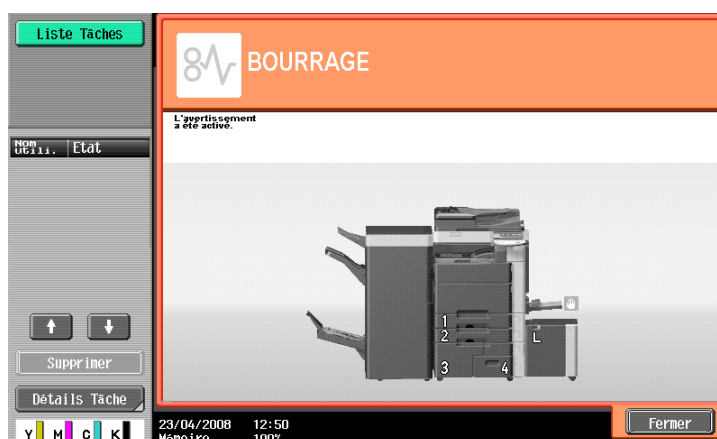 Liste Tâches
BOURRAGE
L'avertissement
a été activé.
Nom
Utili.
Etat
1
2
L
3
4
Supprimer
Détails Tâche
Y M C K
23/04/2008 12:50
Mémoire 100%
Fermer